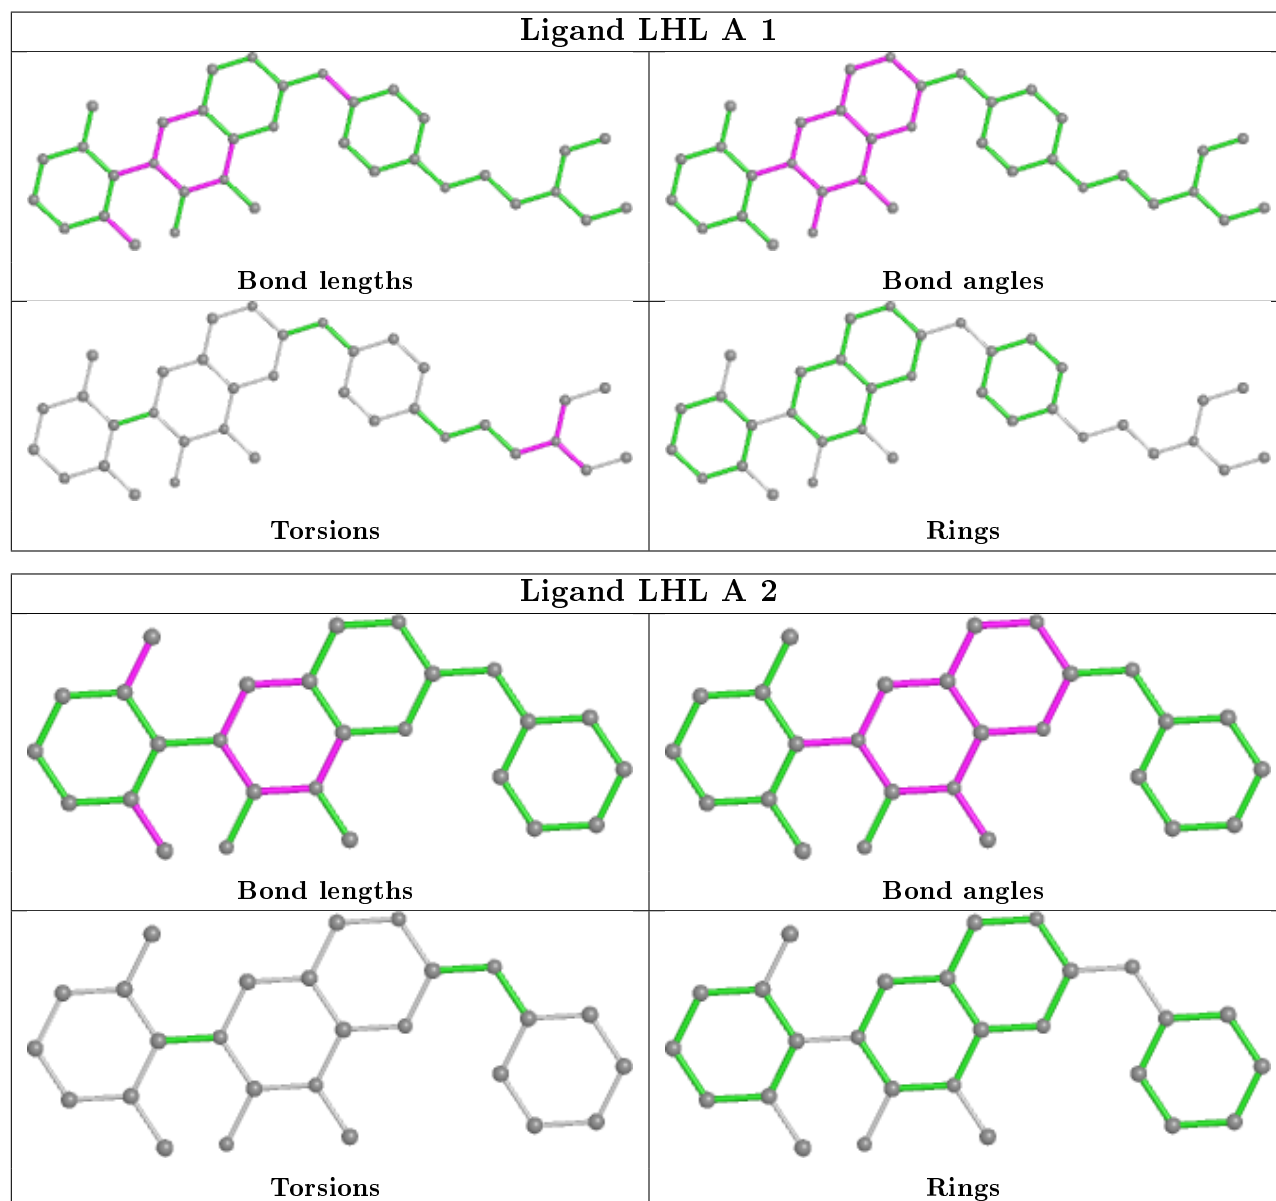 Ligand LHL A 1
Bond lengths
Bond angles
Torsions
Rings
Ligand LHL A 2
Bond lengths
Bond angles
Torsions
Rings